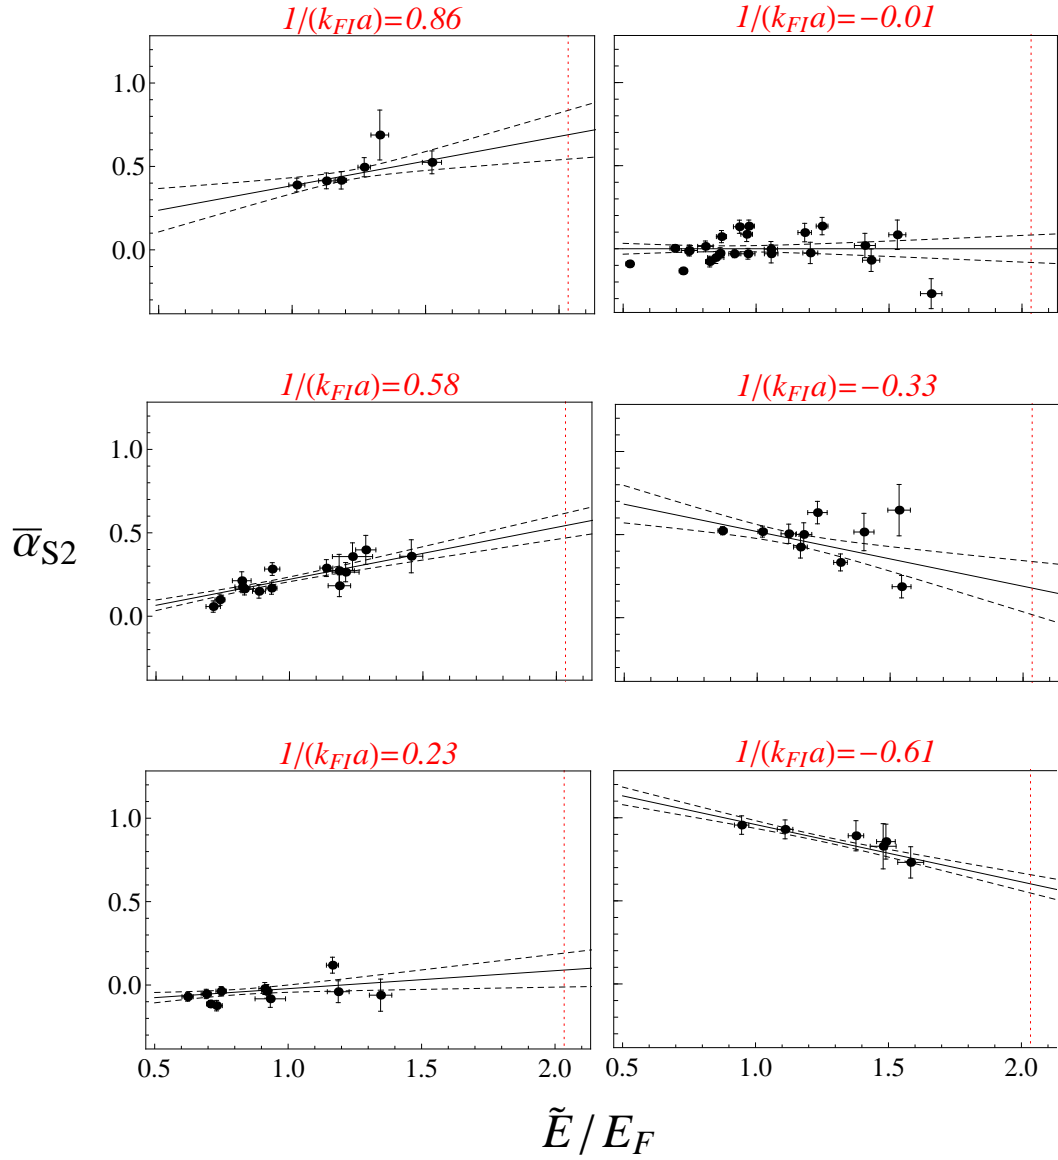 1/(k_{FI}a)=0.86
1/(k_{FI}a)=−0.01
1.0
0.5
0.0
1/(k_{FI}a)=0.58
1/(k_{FI}a)=−0.33
1.0
0.5
0.0
ᾱ_{S2}
1/(k_{FI}a)=0.23
1/(k_{FI}a)=−0.61
1.0
0.5
0.0
0.5 1.0 1.5 2.0 0.5 1.0 1.5 2.0
Ẽ / E_F